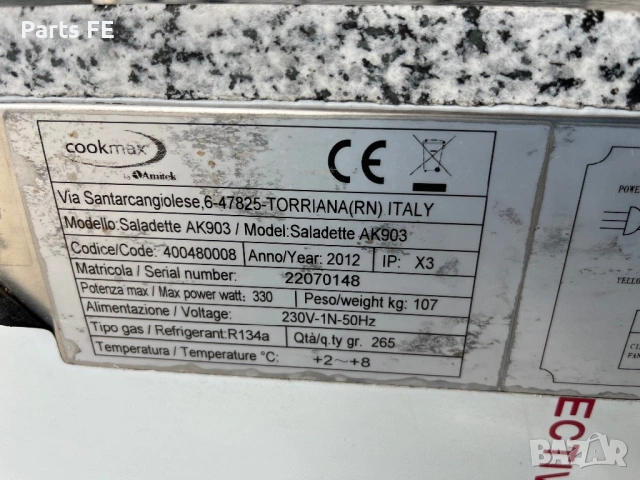 Parts FE
cookmax
by Amitek
CE
Via Santarcangiolese,6-47825-TORRIANA(RN) ITALY
Modello:Saladette AK903 / Model:Saladette AK903
Codice/Code: 400480008 Anno/Year: 2012 IP: X3
Matricola / Serial number: 22070148
Potenza max / Max power watt: 330 Peso/weight kg: 107
Alimentazione / Voltage: 230V-1N-50Hz
Tipo gas / Refrigerant:R134a Qtà/q.ty gr. 265
Temperatura / Temperature °C: +2~+8
POWE
YELLO
ECTIV
BAZAR